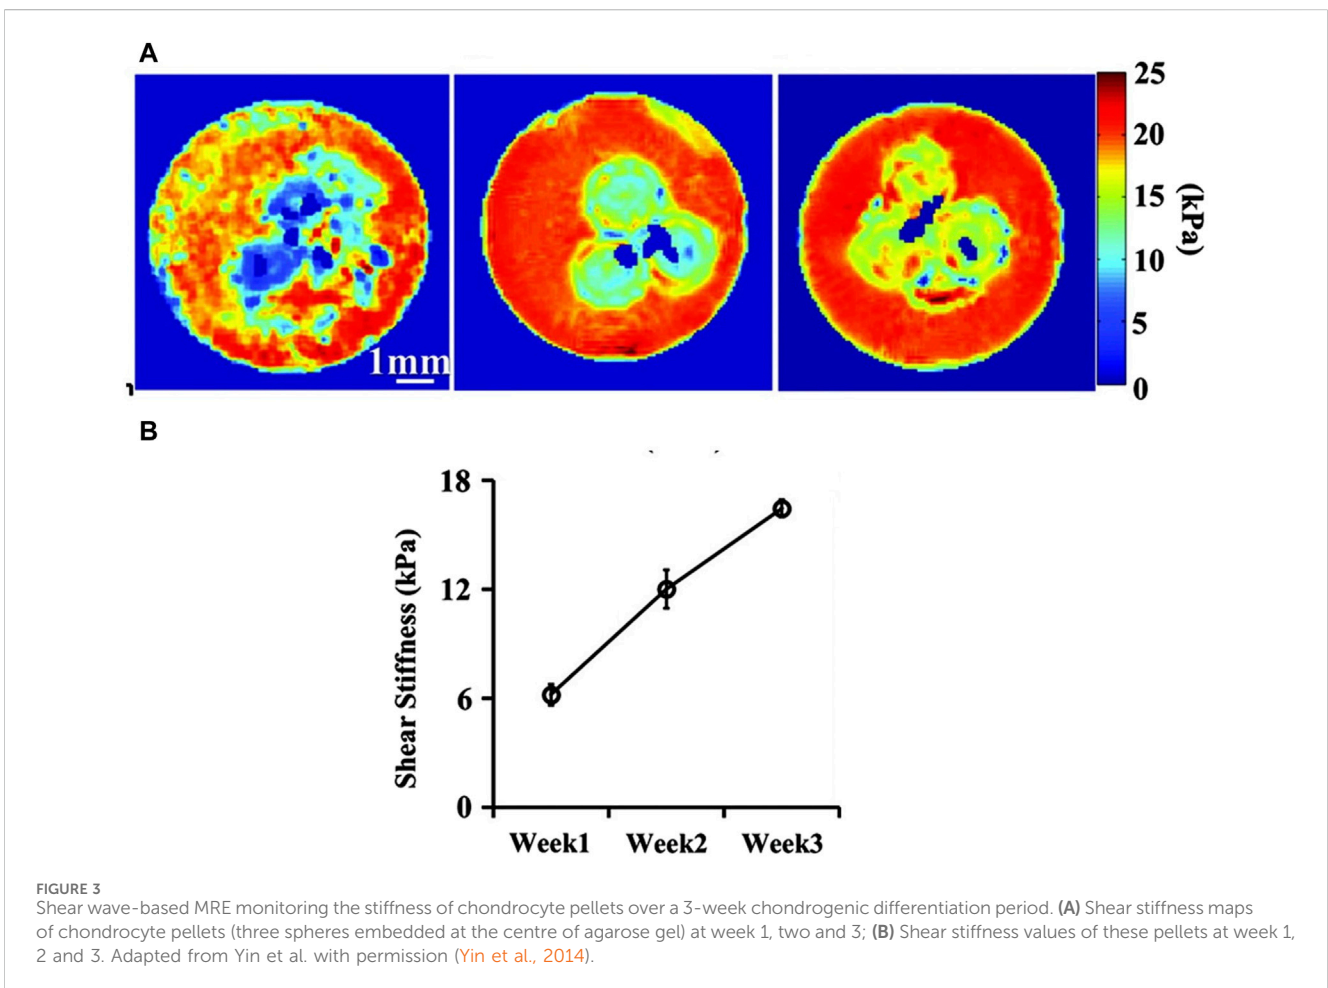 A
25
20
15
10
5
0
(kPa)
1mm
B
18
12
6
0
Shear Stiffness (kPa)
Week1 Week2 Week3
FIGURE 3
Shear wave-based MRE monitoring the stiffness of chondrocyte pellets over a 3-week chondrogenic differentiation period. (A) Shear stiffness maps
of chondrocyte pellets (three spheres embedded at the centre of agarose gel) at week 1, two and 3; (B) Shear stiffness values of these pellets at week 1,
2 and 3. Adapted from Yin et al. with permission (Yin et al., 2014).